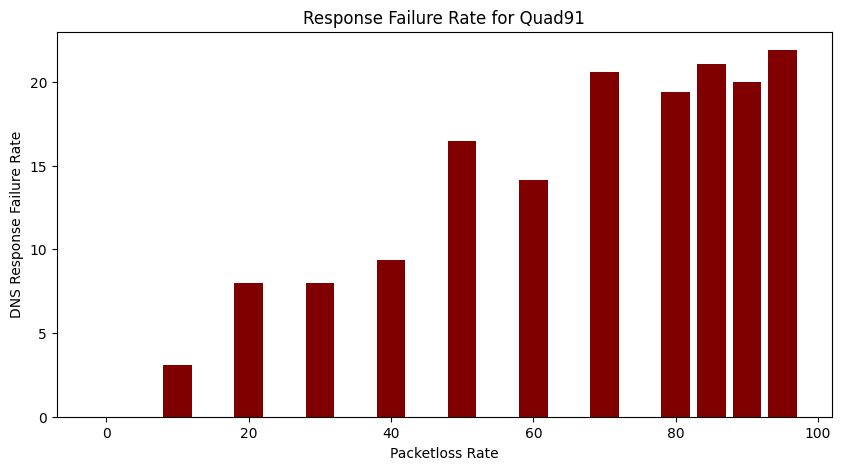 Response Failure Rate for Quad91
DNS Response Failure Rate
20
15
10
5
0
0 20 40 60 80 100
Packetloss Rate